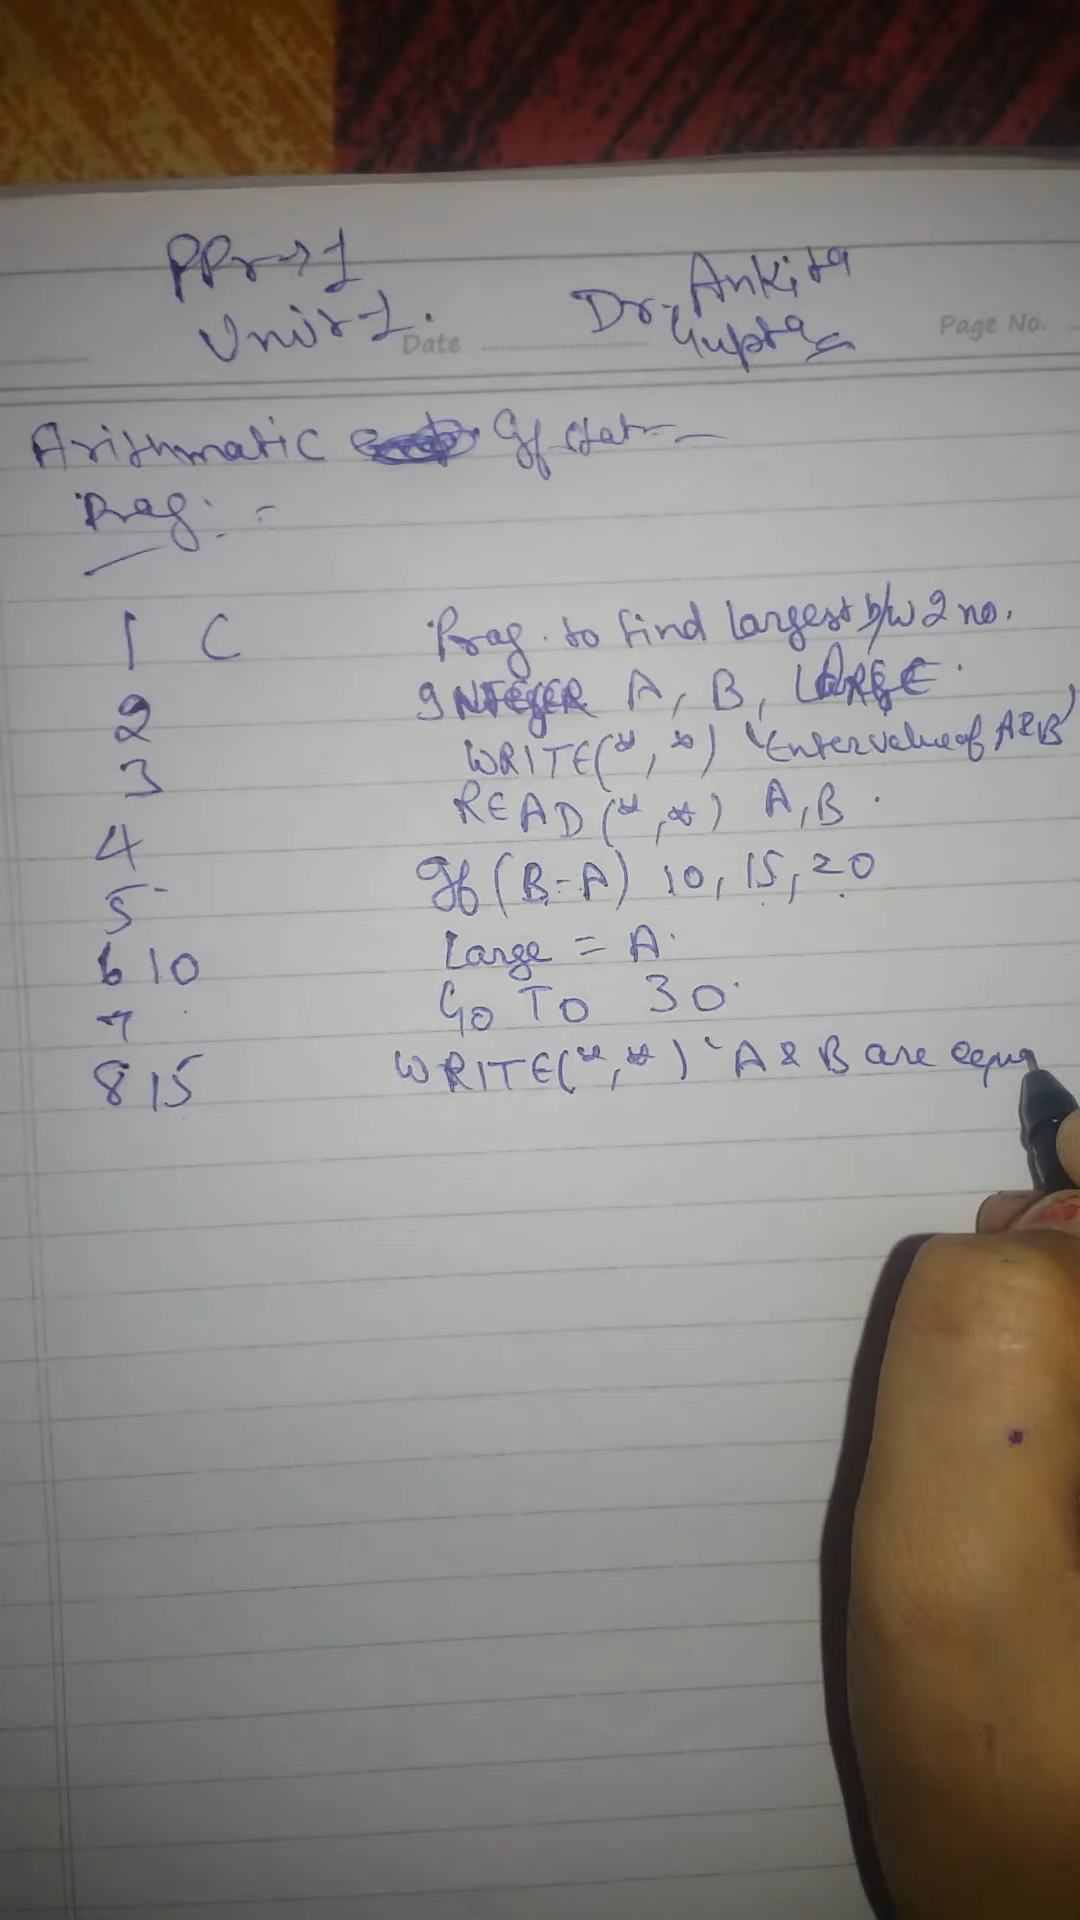 PPr→1
Unit-1.
Dr. Ankita
Gupta
Date
Page No.
Arithmatic If stat--
Prog: -
1 C Prog. to find largest b/w 2 no.
2 INTEGER A, B, LARGE.
3 WRITE(*,*) 'Enter value of A&B'
4 READ(*,*) A,B.
5 If (B-A) 10, 15, 20
6 10 Large = A.
7 Go To 30.
8 15 WRITE(*,*) 'A & B are equa